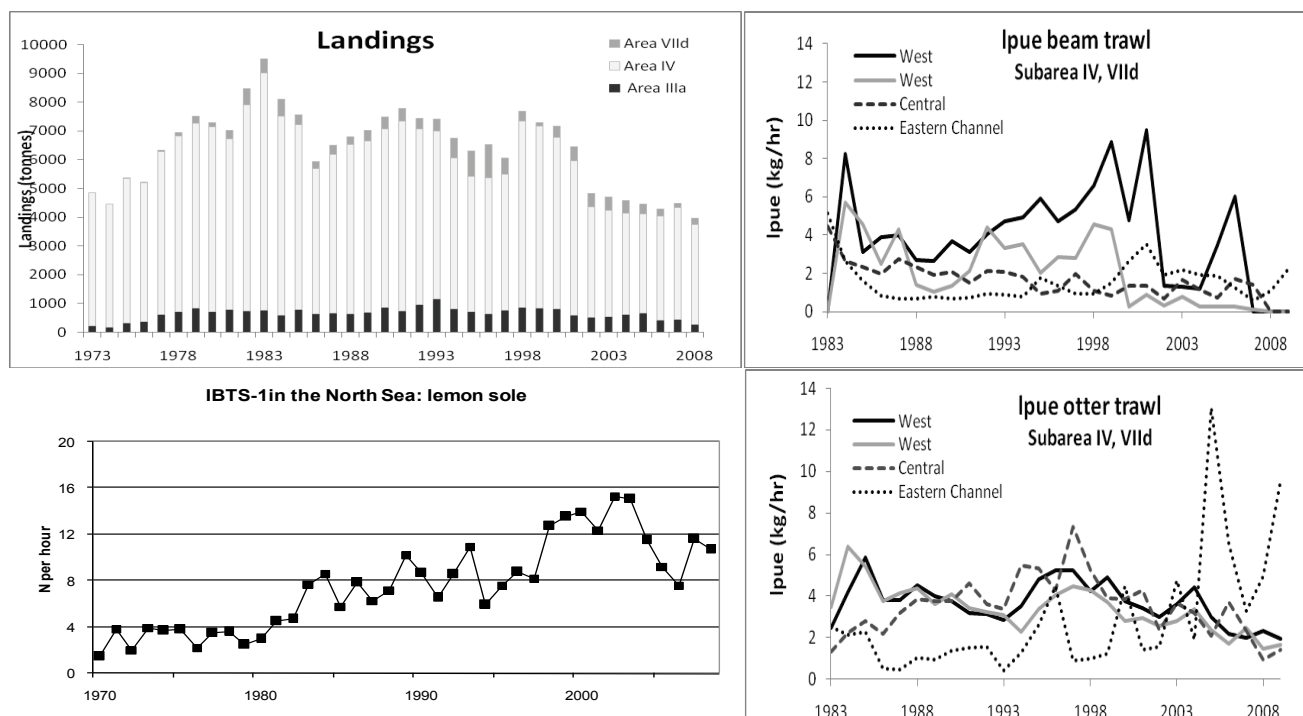 Landings
Area VIId
Area IV
Area IIIa
Landings (tonnes)
10000
9000
8000
7000
6000
5000
4000
3000
2000
1000
0
1973 1978 1983 1988 1993 1998 2003 2008
lpue beam trawl
Subarea IV, VIId
West
West
Central
Eastern Channel
lpue (kg/hr)
14
12
10
8
6
4
2
0
1983 1988 1993 1998 2003 2008
IBTS-1in the North Sea: lemon sole
N per hour
20
16
12
8
4
0
1970 1980 1990 2000
lpue otter trawl
Subarea IV, VIId
West
West
Central
Eastern Channel
lpue (kg/hr)
14
12
10
8
6
4
2
0
1983 1988 1993 1998 2003 2008